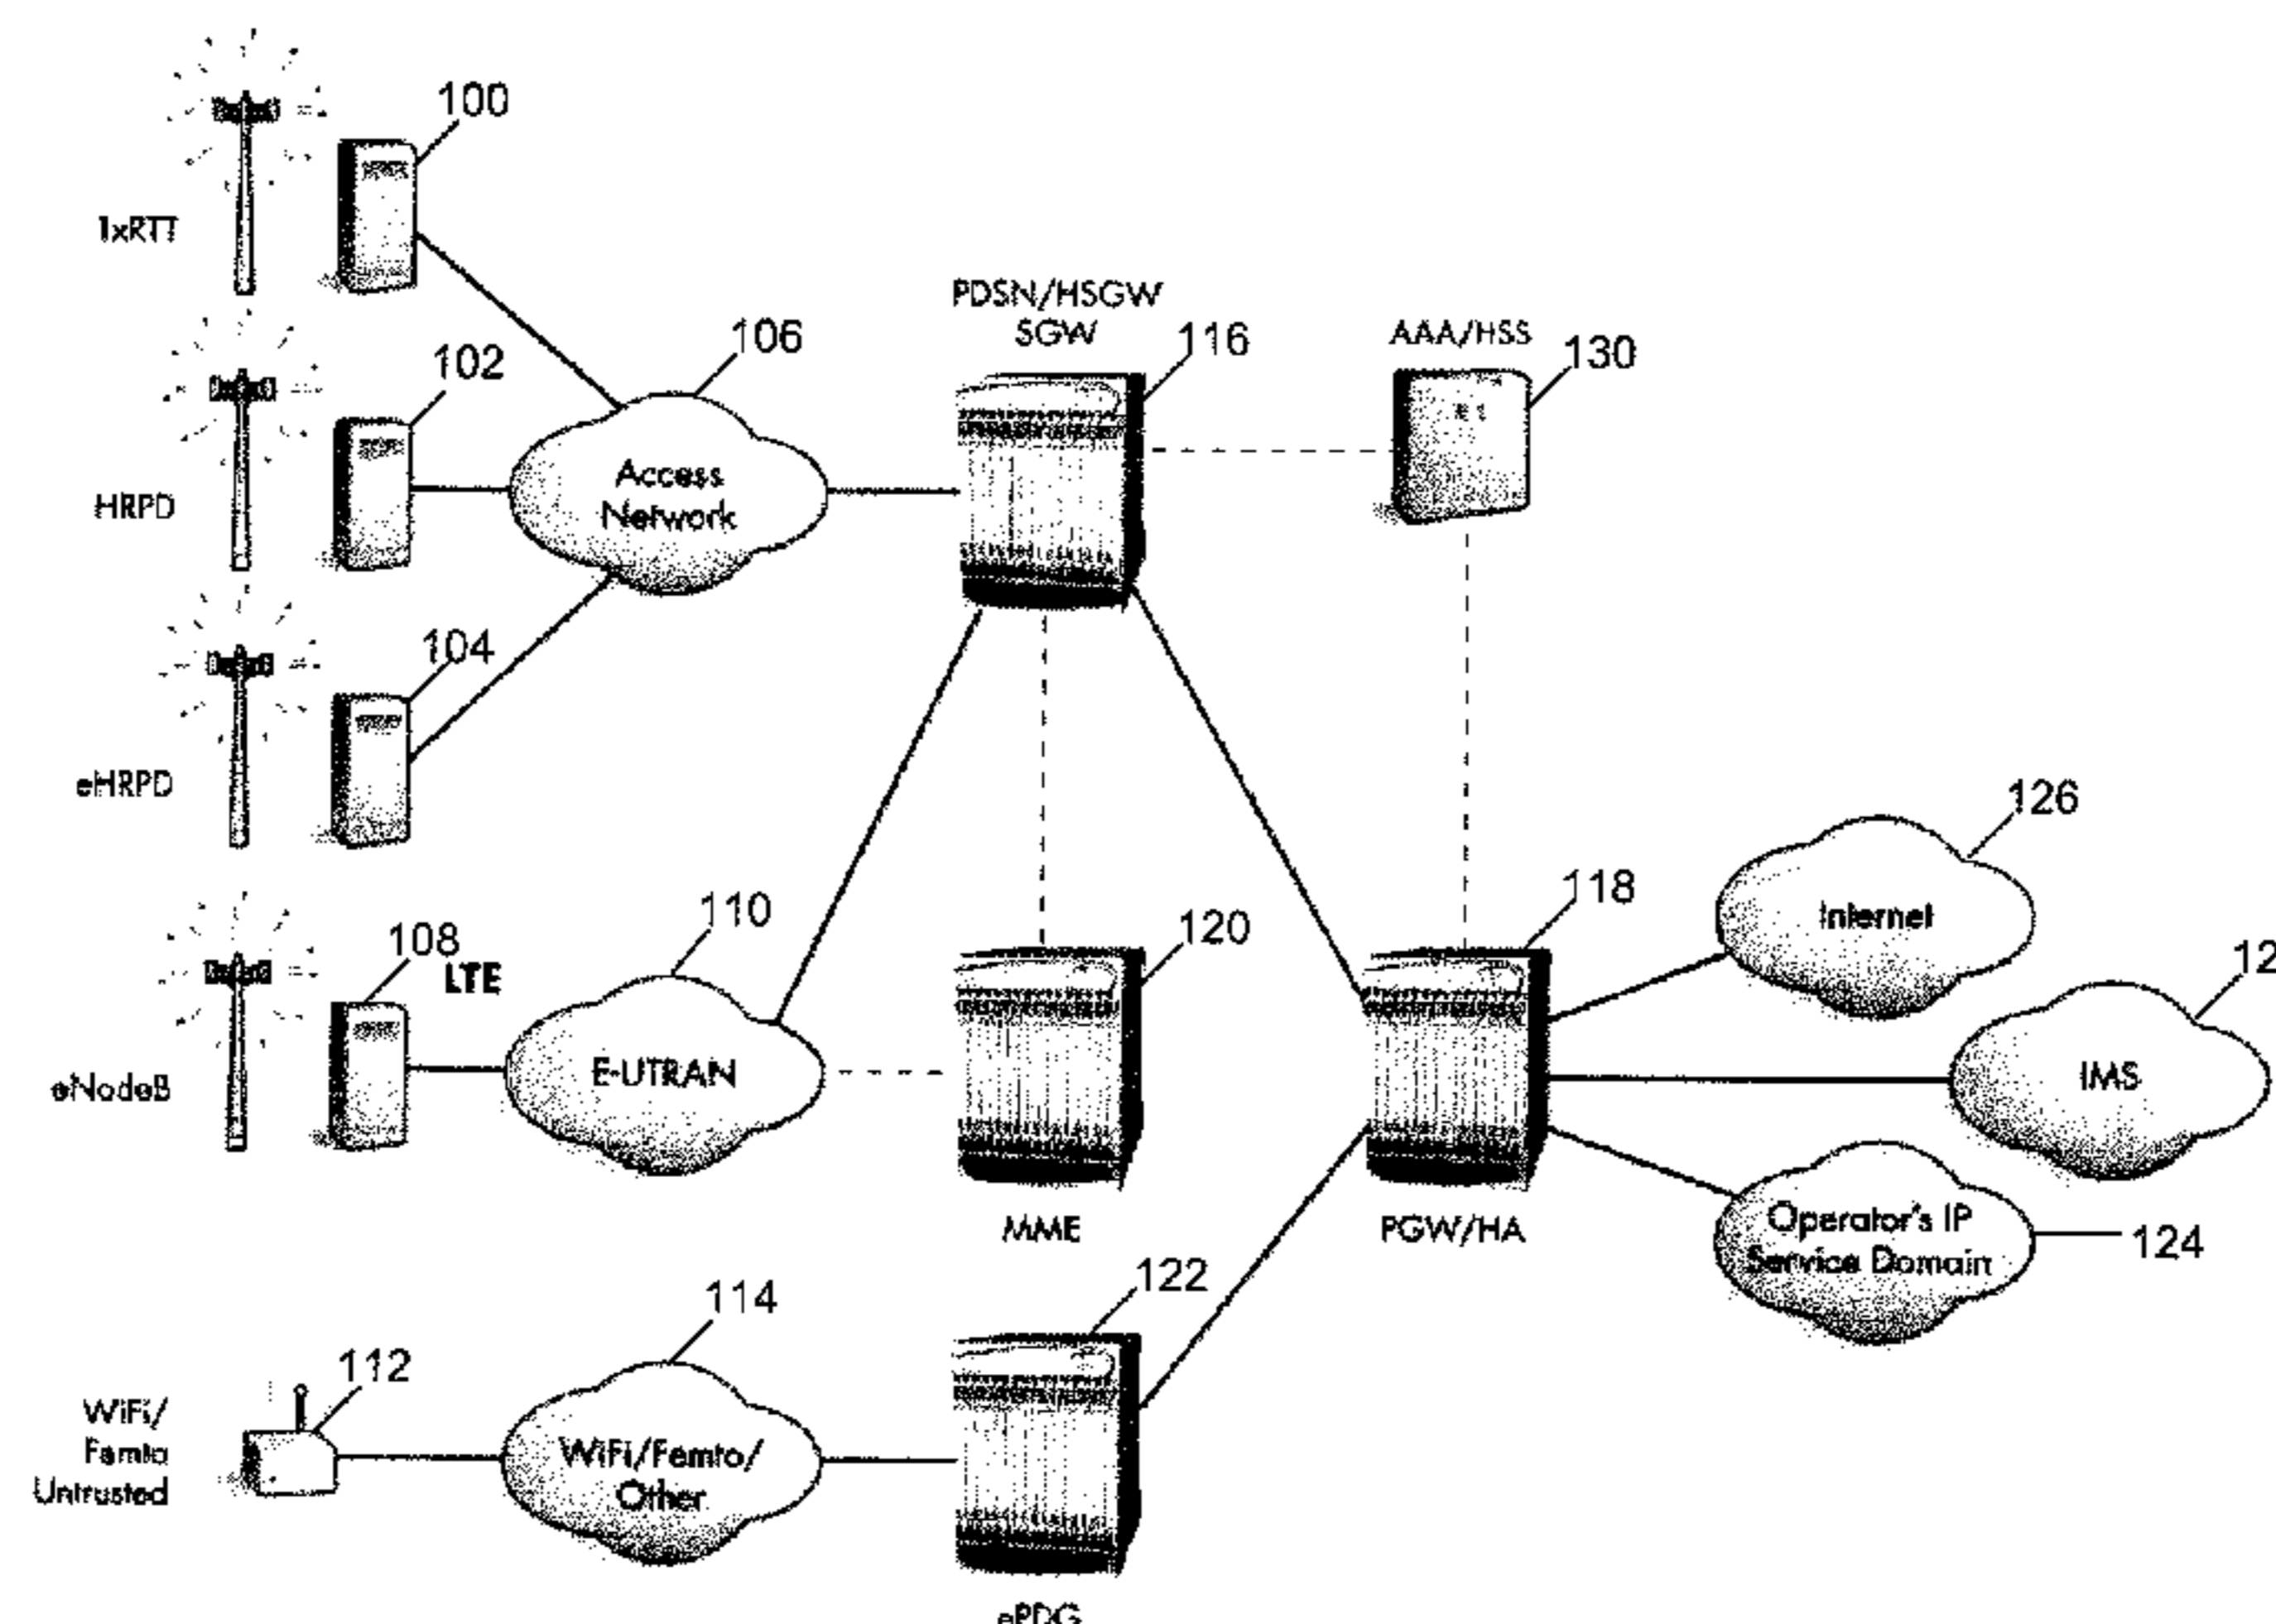 100
1xRTT
PDSN/HSGW
SGW
116
AAA/HSS
130
106
102
Access
Network
HRPD
104
eHRPD
126
Internet
118
110
120
108
LTE
12
E-UTRAN
IMS
eNodeB
MME
PGW/HA
Operator's IP
Service Domain
124
122
114
112
WiFi/
Femto
Untrusted
WiFi/Femto/
Other
ePDG